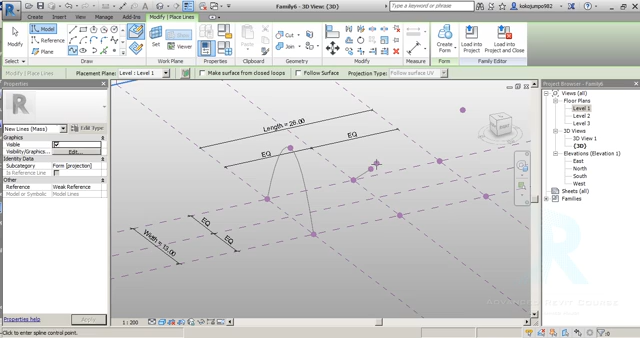 Family6 - 3D View: {3D}
Type a keyword or phrase
kokojumpo982
Create
Insert
View
Manage
Add-Ins
Modify | Place Lines
Modify
Model
Reference
Plane
Set
Show
Viewer
Cut
Join
Create Form
Load into Project
Load into Project and Close
Select
Draw
Work Plane
Properties
Clipboard
Geometry
Modify
Form
Family Editor
Modify | Place Lines
Placement Plane:
Level : Level 1
Make surface from closed loops
Follow Surface
Projection Type:
Follow surface UV
Properties
New Lines (Mass)
Edit Type
Graphics
Visible
Visibility/Graphics...
Edit...
Subcategory
Form [projection]
Is Reference Line
Identity Data
Other
Reference
Weak Reference
Model or Symbolic
Model Lines
Properties help
Apply
Length = 26.00
EQ
EQ
EQ
EQ
Width = 13.00
1 : 200
Project Browser - Family6
Views (all)
Floor Plans
Level 1
Level 2
Level 3
3D Views
3D View 1
{3D}
Elevations (Elevation 1)
East
North
South
West
Sheets (all)
Families
Advanced Revit Course
Click to enter spline control point.